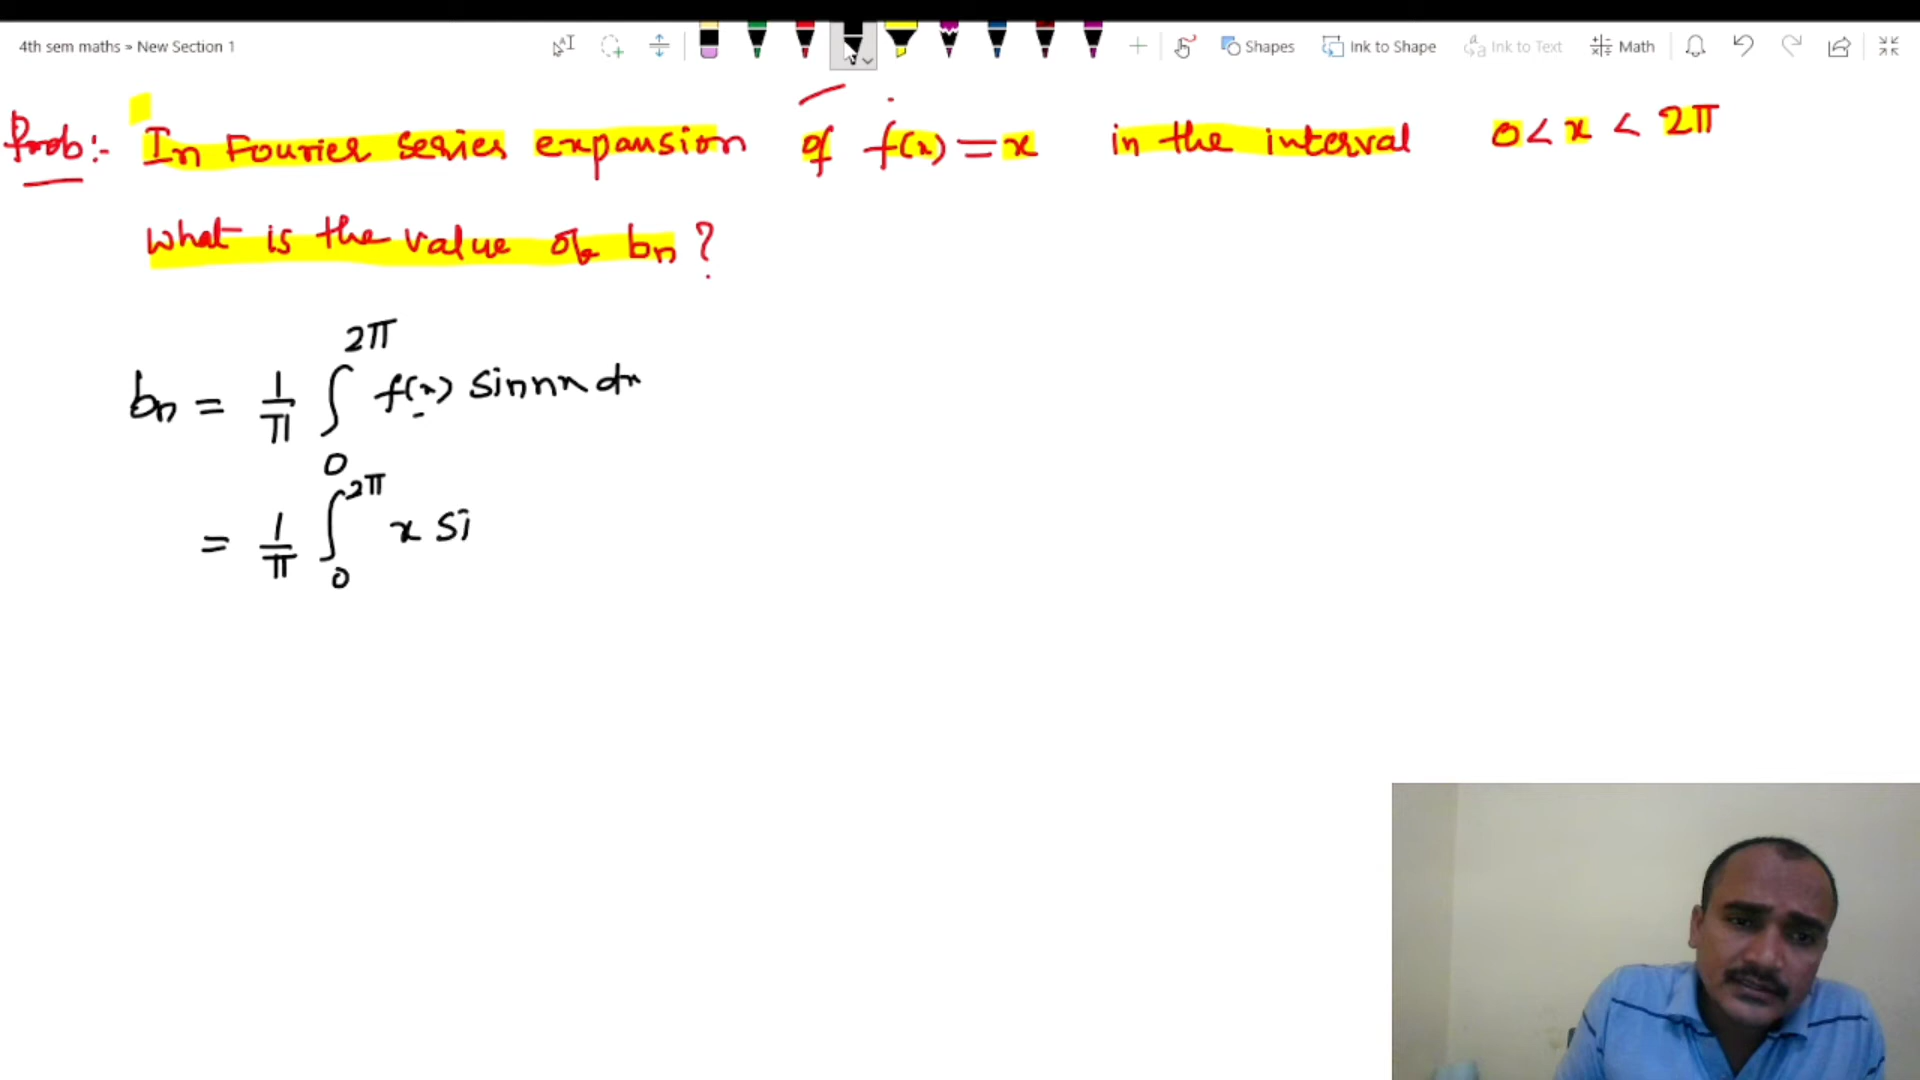 4th sem maths » New Section 1
Shapes Ink to Shape Ink to Text Math
Prob:- In Fourier series expansion of f(x) = x in the interval 0 < x < 2π
What is the value of bn ?
bn = 1/π ∫₀^2π f(x) sin nx dx
= 1/π ∫₀^2π x si